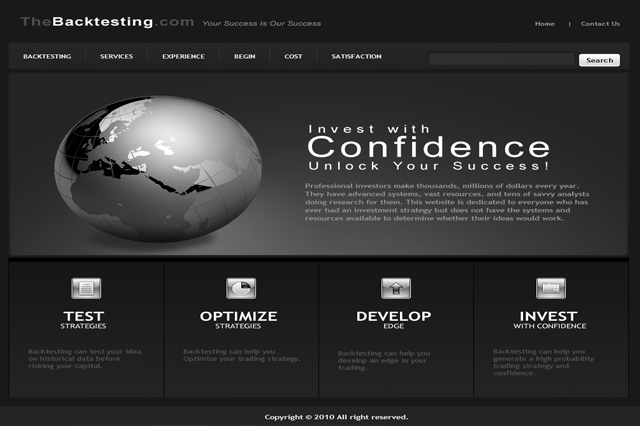 TheBacktesting.com Your Success Is Our Success
Home | Contact Us
BACKTESTING SERVICES EXPERIENCE BEGIN COST SATISFACTION Search
Invest with
Confidence
Unlock Your Success!
Professional investors make thousands, millions of dollars every year.
They have advanced systems, vast resources, and tens of savvy analysts
doing research for them. This website is dedicated to everyone who has
ever had an investment strategy but does not have the systems and
resources available to determine whether their ideas would work.
TEST
STRATEGIES
Backtesting can test your idea
on historical data before
risking your capital.
OPTIMIZE
STRATEGIES
Backtesting can help you
Optimize your trading strategy.
DEVELOP
EDGE
Backtesting can help you
develop an edge in your
trading.
INVEST
WITH CONFIDENCE
Backtesting can help you
generate a high probability
trading strategy and
confidence.
Copyright © 2010 All right reserved.